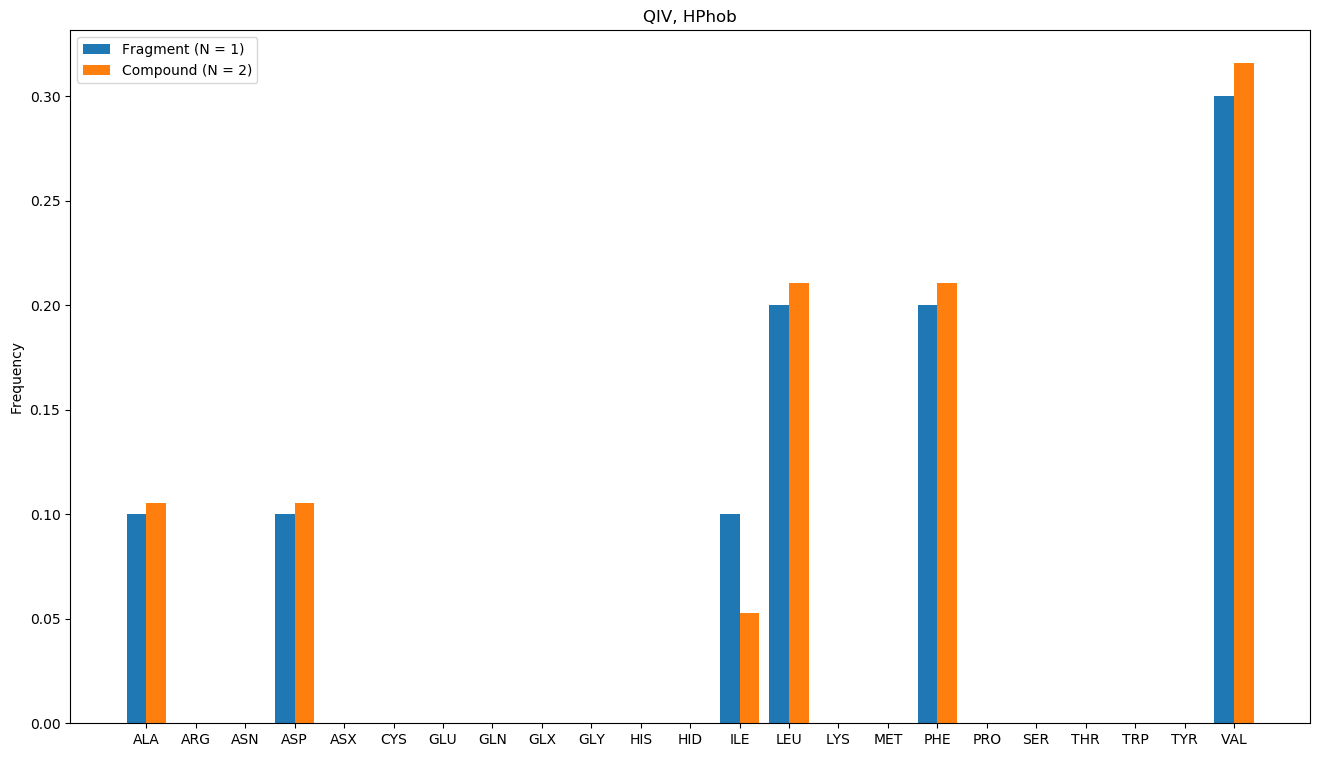 QIV, HPhob
Fragment (N = 1)
Compound (N = 2)
0.30
0.25
0.20
0.15
0.10
0.05
0.00
Frequency
ALA ARG ASN ASP ASX CYS GLU GLN GLX GLY HIS HID ILE LEU LYS MET PHE PRO SER THR TRP TYR VAL